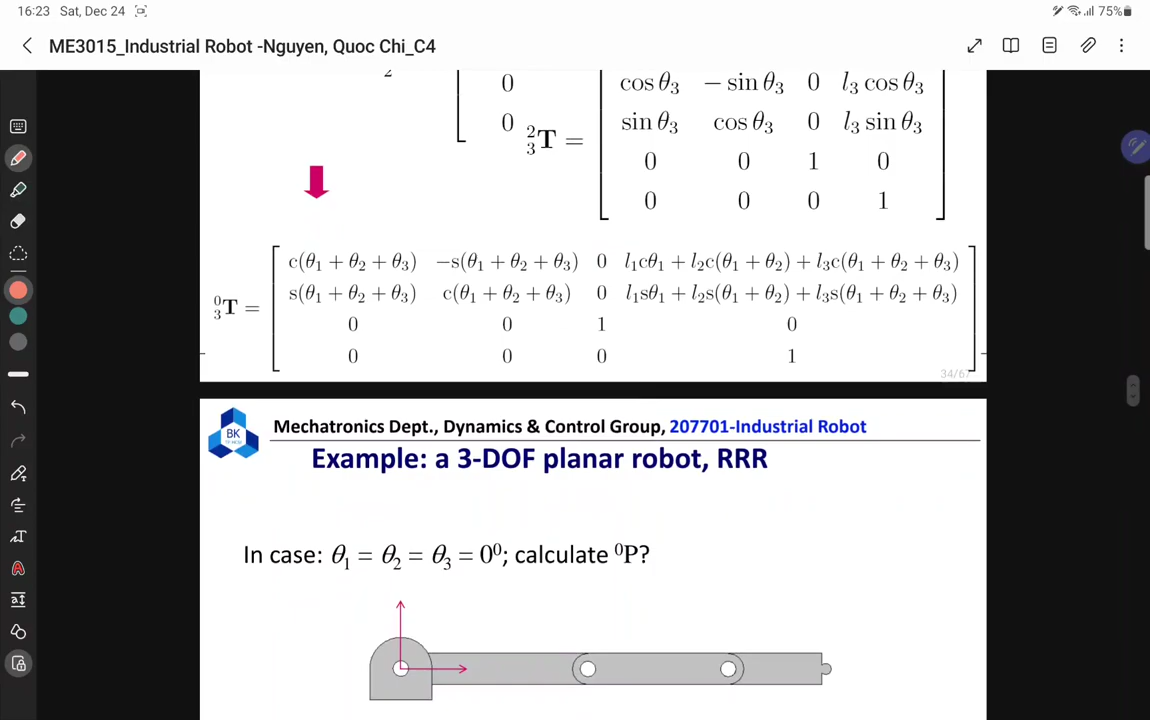 16:23 Sat, Dec 24 75%
ME3015_Industrial Robot -Nguyen, Quoc Chi_C4
2
0
0
²₃T =
cos θ₃ − sin θ₃ 0 l₃ cos θ₃
sin θ₃ cos θ₃ 0 l₃ sin θ₃
0 0 1 0
0 0 0 1
⁰₃T =
c(θ₁ + θ₂ + θ₃) −s(θ₁ + θ₂ + θ₃) 0 l₁cθ₁ + l₂c(θ₁ + θ₂) + l₃c(θ₁ + θ₂ + θ₃)
s(θ₁ + θ₂ + θ₃) c(θ₁ + θ₂ + θ₃) 0 l₁sθ₁ + l₂s(θ₁ + θ₂) + l₃s(θ₁ + θ₂ + θ₃)
0 0 1 0
0 0 0 1
34/67
BK
Mechatronics Dept., Dynamics & Control Group, 207701-Industrial Robot
Example: a 3-DOF planar robot, RRR
In case: θ₁ = θ₂ = θ₃ = 0⁰; calculate ⁰P?